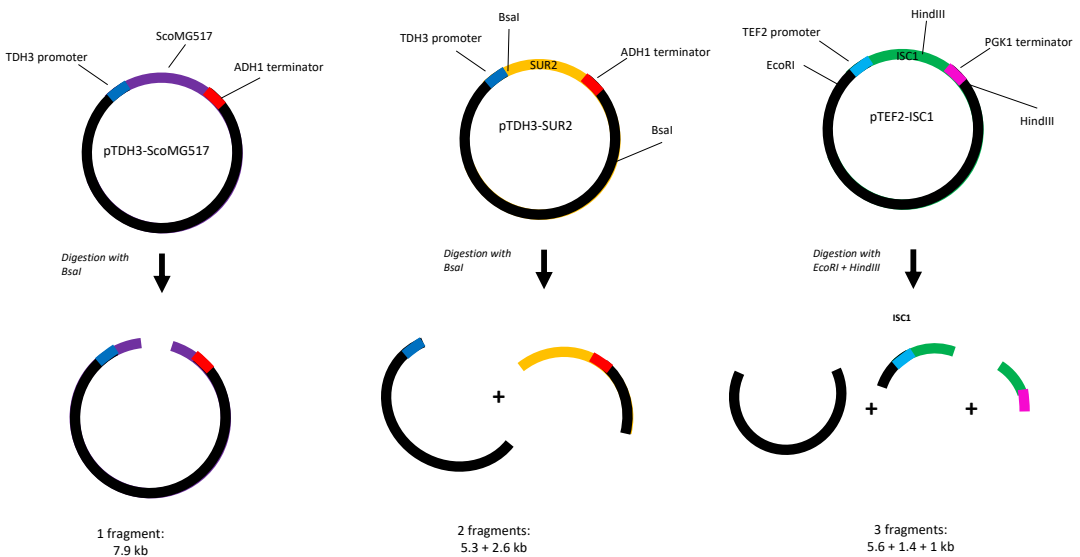 ScoMG517
TDH3 promoter
ADH1 terminator
pTDH3-ScoMG517
BsaI
TDH3 promoter
SUR2
ADH1 terminator
pTDH3-SUR2
BsaI
HindIII
TEF2 promoter
ISC1
PGK1 terminator
EcoRI
pTEF2-ISC1
HindIII
Digestion with
BsaI
Digestion with
BsaI
Digestion with
EcoRI + HindIII
ISC1
+
+
+
1 fragment:
7.9 kb
2 fragments:
5.3 + 2.6 kb
3 fragments:
5.6 + 1.4 + 1 kb